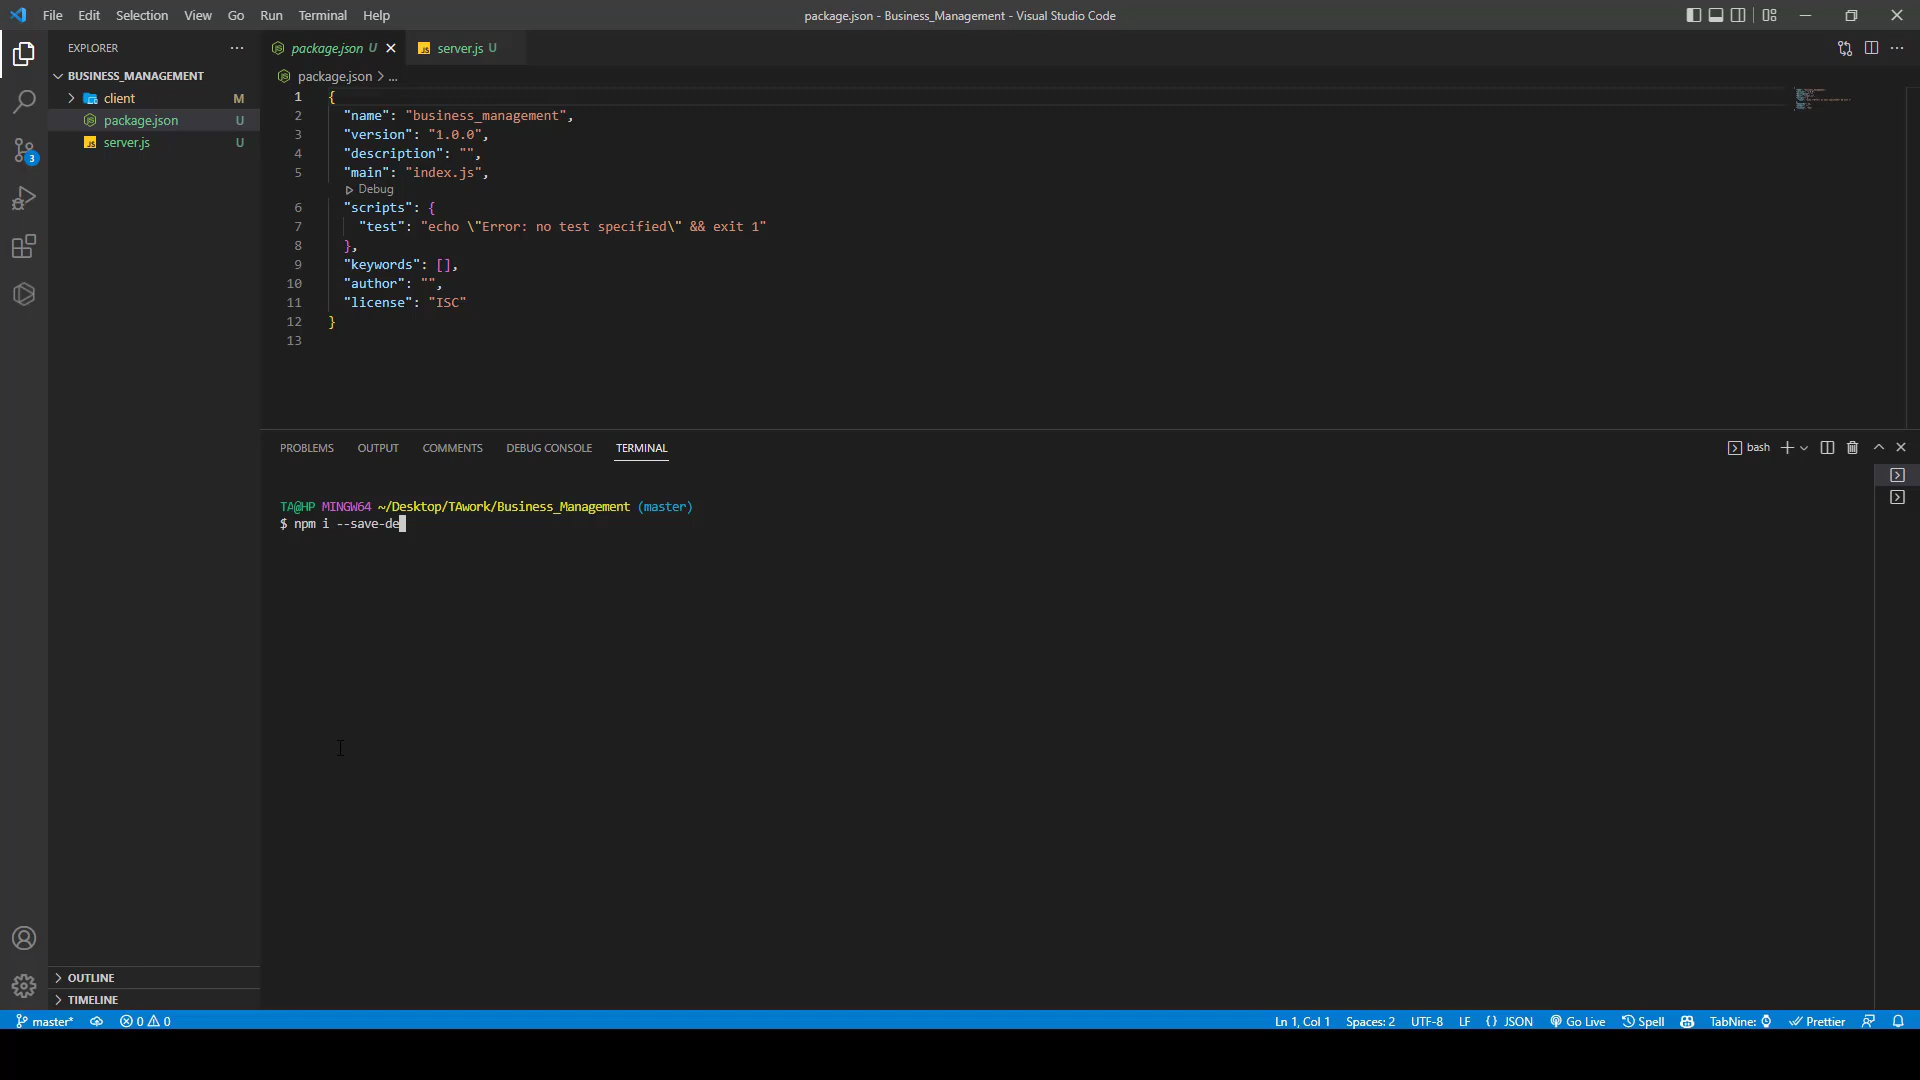 File Edit Selection View Go Run Terminal Help
package.json - Business_Management - Visual Studio Code
EXPLORER
BUSINESS_MANAGEMENT
client M
package.json U
server.js U
package.json U
server.js U
package.json > ...
1 {
2 "name": "business_management",
3 "version": "1.0.0",
4 "description": "",
5 "main": "index.js",
Debug
6 "scripts": {
7 "test": "echo \"Error: no test specified\" && exit 1"
8 },
9 "keywords": [],
10 "author": "",
11 "license": "ISC"
12 }
13
PROBLEMS OUTPUT COMMENTS DEBUG CONSOLE TERMINAL
bash
TA@HP MINGW64 ~/Desktop/TAwork/Business_Management (master)
$ npm i --save-de
3
OUTLINE
TIMELINE
master* 0 0
Ln 1, Col 1 Spaces: 2 UTF-8 LF {} JSON Go Live Spell TabNine: Prettier